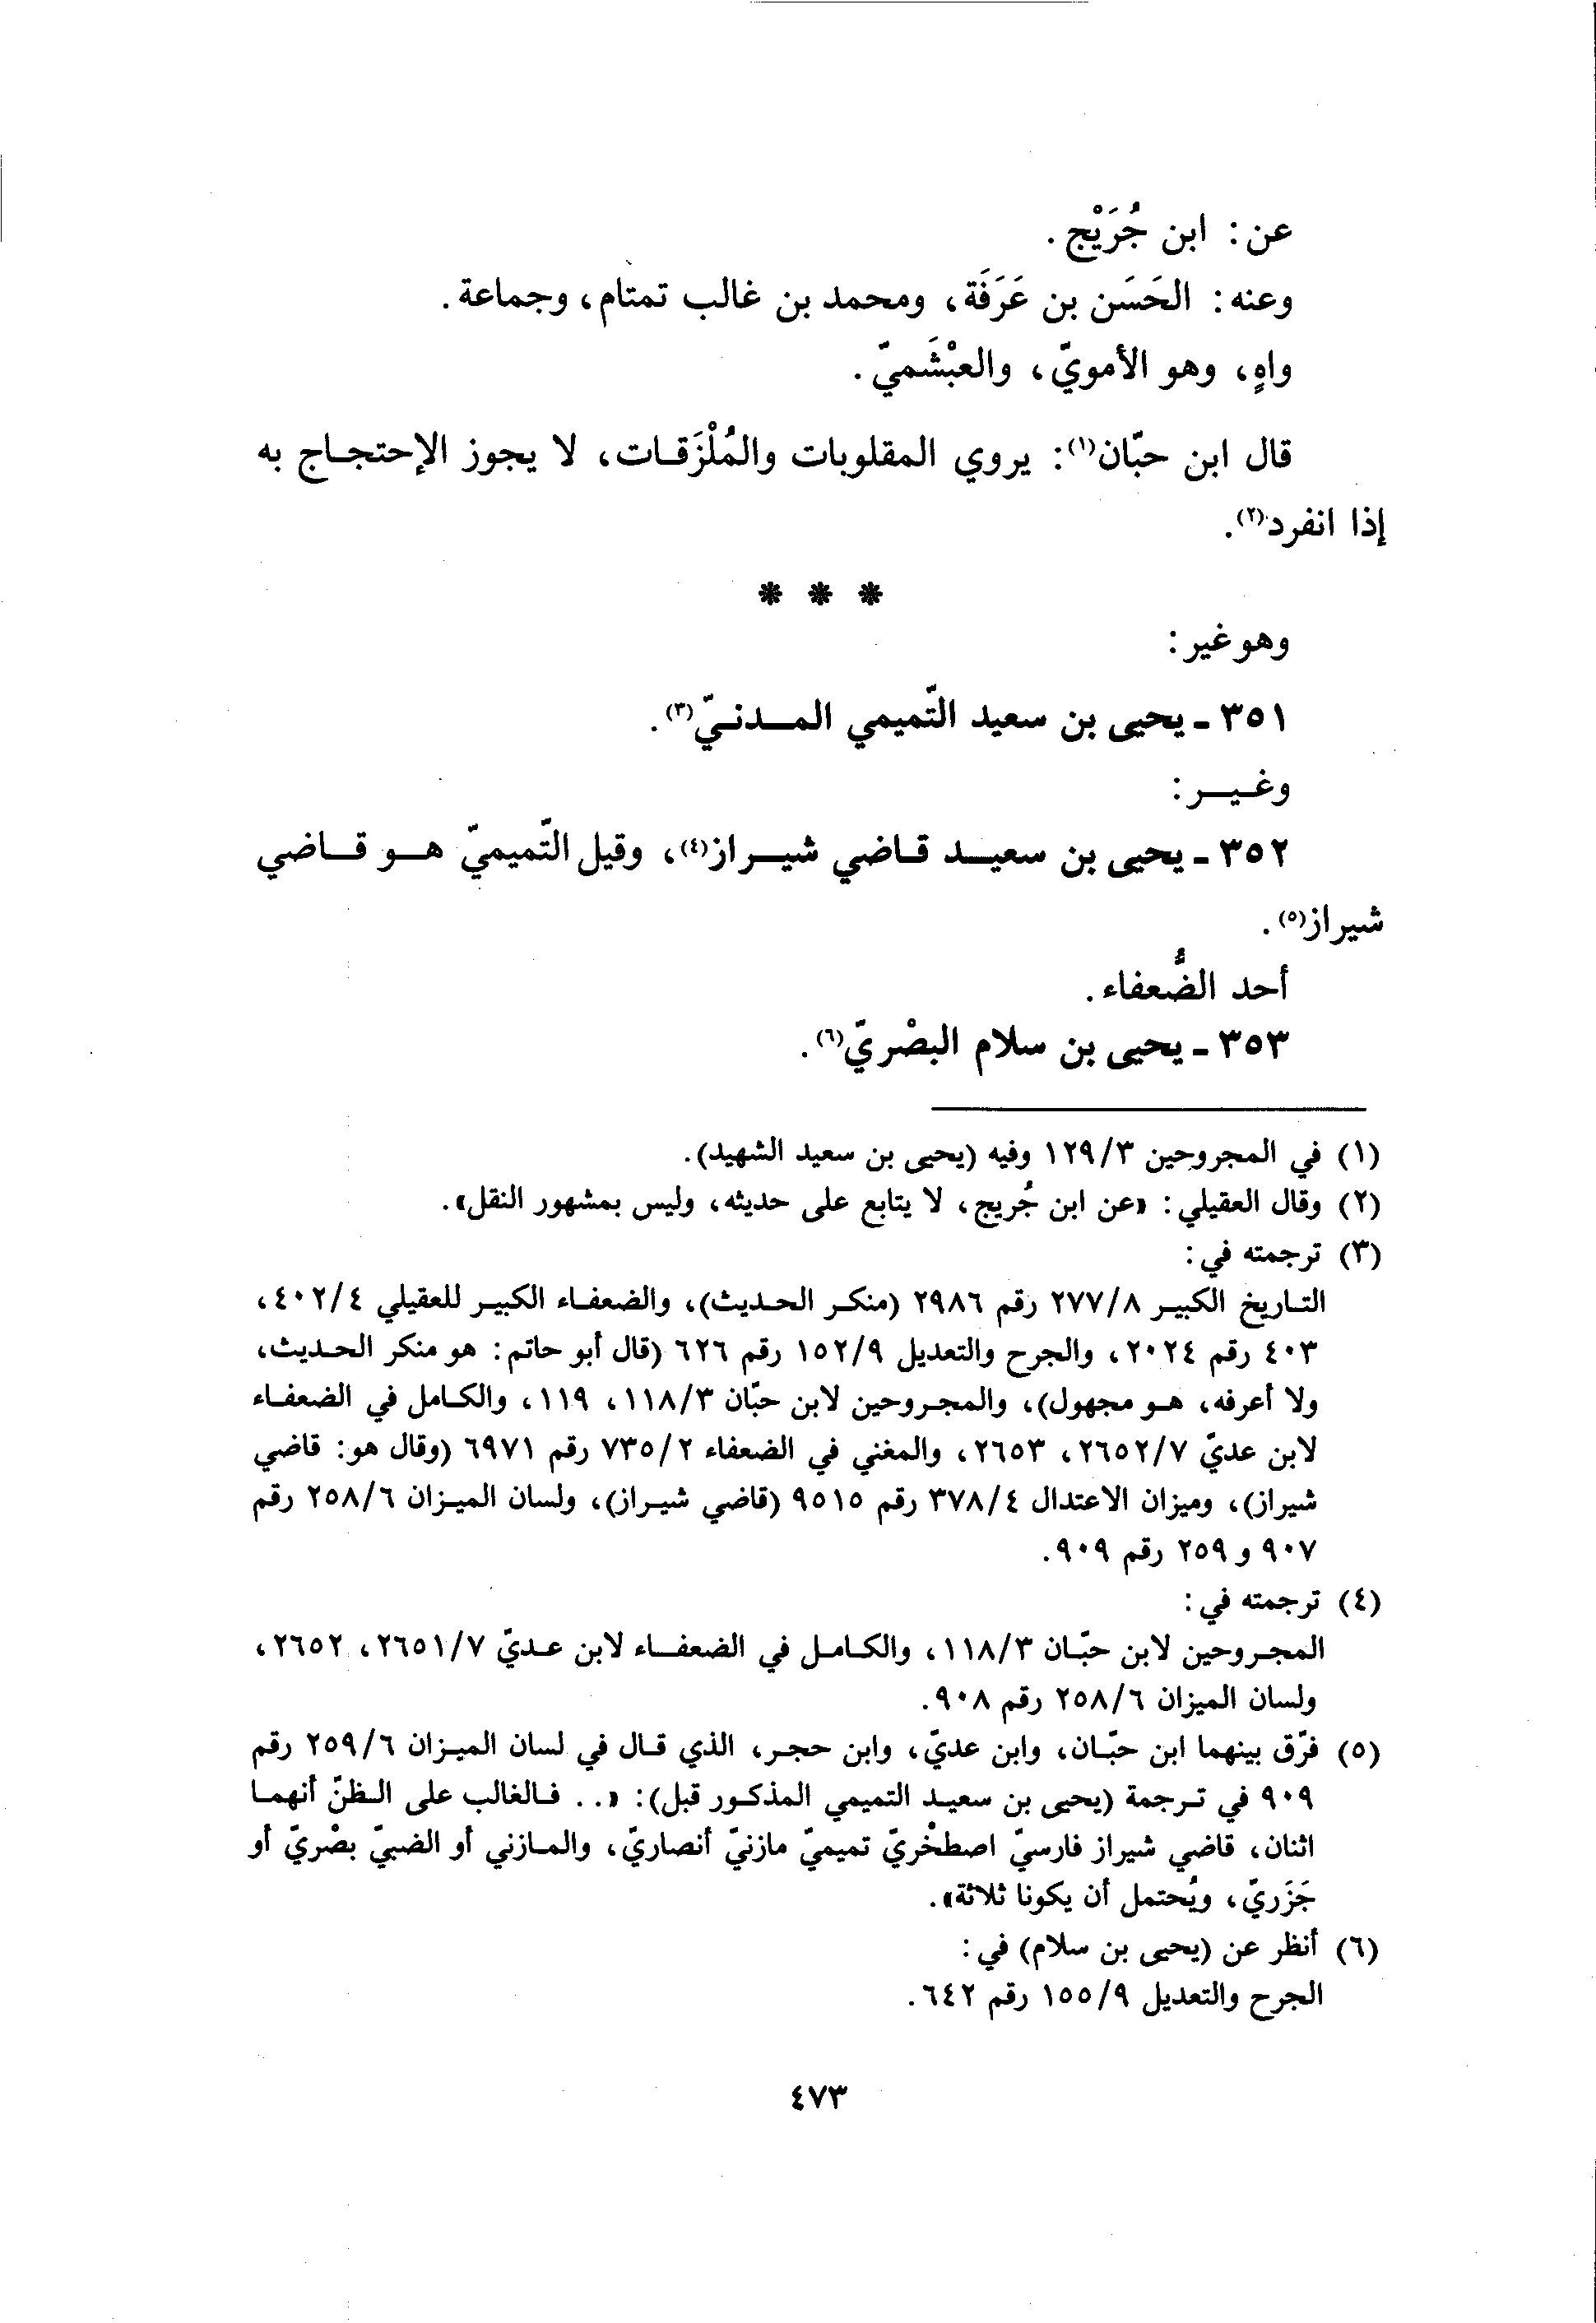 عن: ابن جُرَيْج.
وعنه: الحَسَن بن عَرَفَة، ومحمد بن غالب تمتام، وجماعة.
واهٍ، وهو الأمويّ، والعبْشَميّ.
قال ابن حبّان(١): يروي المقلوبات والمُلْزَقات، لا يجوز الإحتجاج به
إذا انفرد(٢).
* * *
وهو غير:
٣٥١ - يحيى بن سعيد التّميمي المدنيّ(٣).
وغير:
٣٥٢ - يحيى بن سعيد قاضي شيراز(٤)، وقيل التّميميّ هو قاضي
شيراز(٥).
أحد الضُّعفاء.
٣٥٣ - يحيى بن سلام البصْريّ(٦).
(١) في المجروحين ١٢٩/٣ وفيه (يحيى بن سعيد الشهيد).
(٢) وقال العقيلي: «عن ابن جُريج، لا يتابع على حديثه، وليس بمشهور النقل».
(٣) ترجمته في:
التاريخ الكبير ٢٧٧/٨ رقم ٢٩٨٦ (منكر الحديث)، والضعفاء الكبير للعقيلي ٤٠٢/٤،
٤٠٣ رقم ٢٠٢٤، والجرح والتعديل ١٥٢/٩ رقم ٦٢٦ (قال أبو حاتم: هو منكر الحديث،
ولا أعرفه، هو مجهول)، والمجروحين لابن حبّان ١١٨/٣، ١١٩، والكامل في الضعفاء
لابن عديّ ٢٦٥٢/٧، ٢٦٥٣، والمغني في الضعفاء ٧٣٥/٢ رقم ٦٩٧١ (وقال هو: قاضي
شيراز)، وميزان الاعتدال ٣٧٨/٤ رقم ٩٥١٥ (قاضي شيراز)، ولسان الميزان ٢٥٨/٦ رقم
٩٠٧ و ٢٥٩ رقم ٩٠٩.
(٤) ترجمته في:
المجروحين لابن حبّان ١١٨/٣، والكامل في الضعفاء لابن عديّ ٢٦٥١/٧، ٢٦٥٢،
ولسان الميزان ٢٥٨/٦ رقم ٩٠٨.
(٥) فرّق بينهما ابن حبّان، وابن عديّ، وابن حجر، الذي قال في لسان الميزان ٢٥٩/٦ رقم
٩٠٩ في ترجمة (يحيى بن سعيد التميمي المذكور قبل): «.. فالغالب على الظنّ أنهما
اثنان، قاضي شيراز فارسيّ اصطخْريّ تميميّ مازنيّ أنصاريّ، والمازني أو الضبيّ بصْريّ أو
جَزَريّ، ويُحتمل أن يكونا ثلاثة».
(٦) أنظر عن (يحيى بن سلام) في:
الجرح والتعديل ١٥٥/٩ رقم ٦٤٢.
٤٧٣